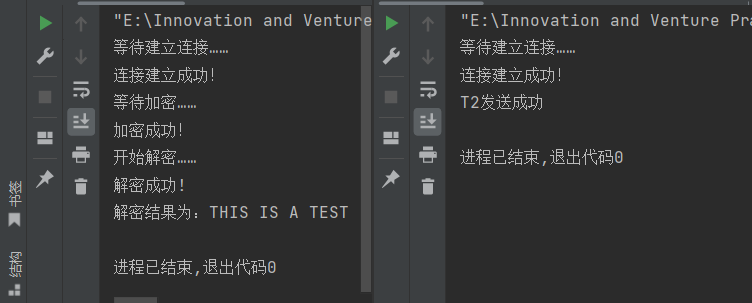 "E:\Innovation and Venture
等待建立连接……
连接建立成功!
等待加密……
加密成功!
开始解密……
解密成功!
解密结果为：THIS IS A TEST
进程已结束,退出代码0
"E:\Innovation and Venture Pra
等待建立连接……
连接建立成功!
T2发送成功
进程已结束,退出代码0
书签
结构